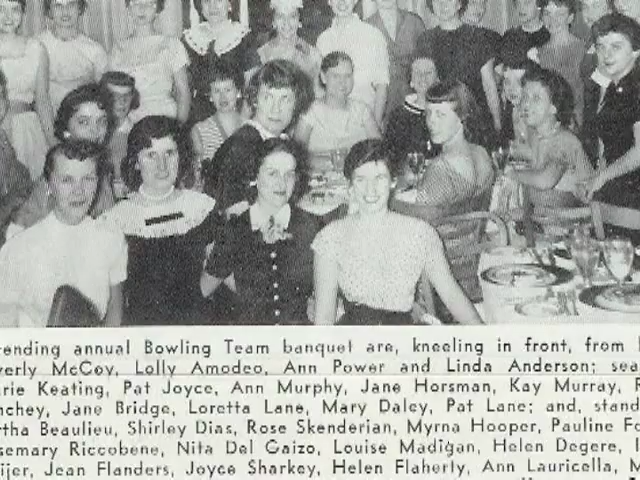 tending annual Bowling Team banquet are, kneeling in front, from
verly McCoy, Lolly Amodeo, Ann Power and Linda Anderson; sea
arie Keating, Pat Joyce, Ann Murphy, Jane Horsman, Kay Murray,
nchey, Jane Bridge, Loretta Lane, Mary Daley, Pat Lane; and, stand
rtha Beaulieu, Shirley Dias, Rose Skenderian, Myrna Hooper, Pauline Fo
semary Riccobene, Nita Del Gaizo, Louise Madigan, Helen Degere,
ijer, Jean Flanders, Joyce Sharkey, Helen Flaherly, Ann Lauricella, M